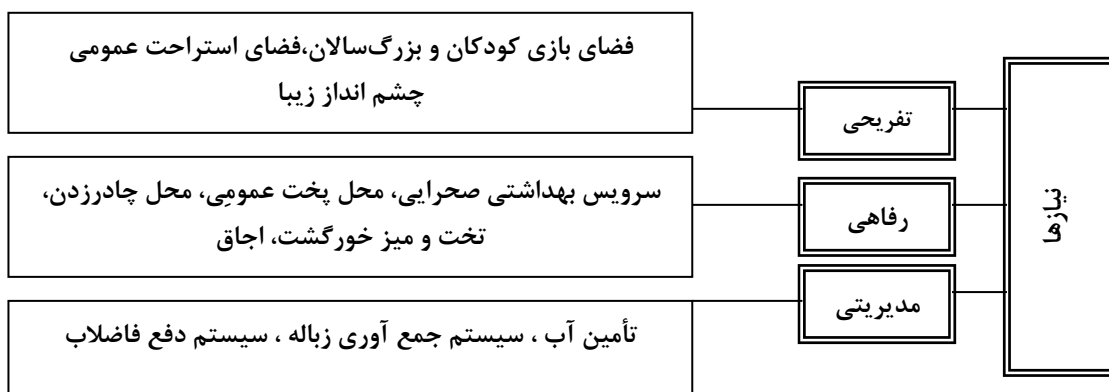 نیازها
تفریحی
فضای بازی کودکان و بزرگ‌سالان،فضای استراحت عمومی
چشم انداز زیبا
رفاهی
سرویس بهداشتی صحرایی، محل پخت عمومِی، محل چادرزدن،
تخت و میز خورگشت، اجاق
مدیریتی
تأمین آب ، سیستم جمع آوری زباله ، سیستم دفع فاضلاب